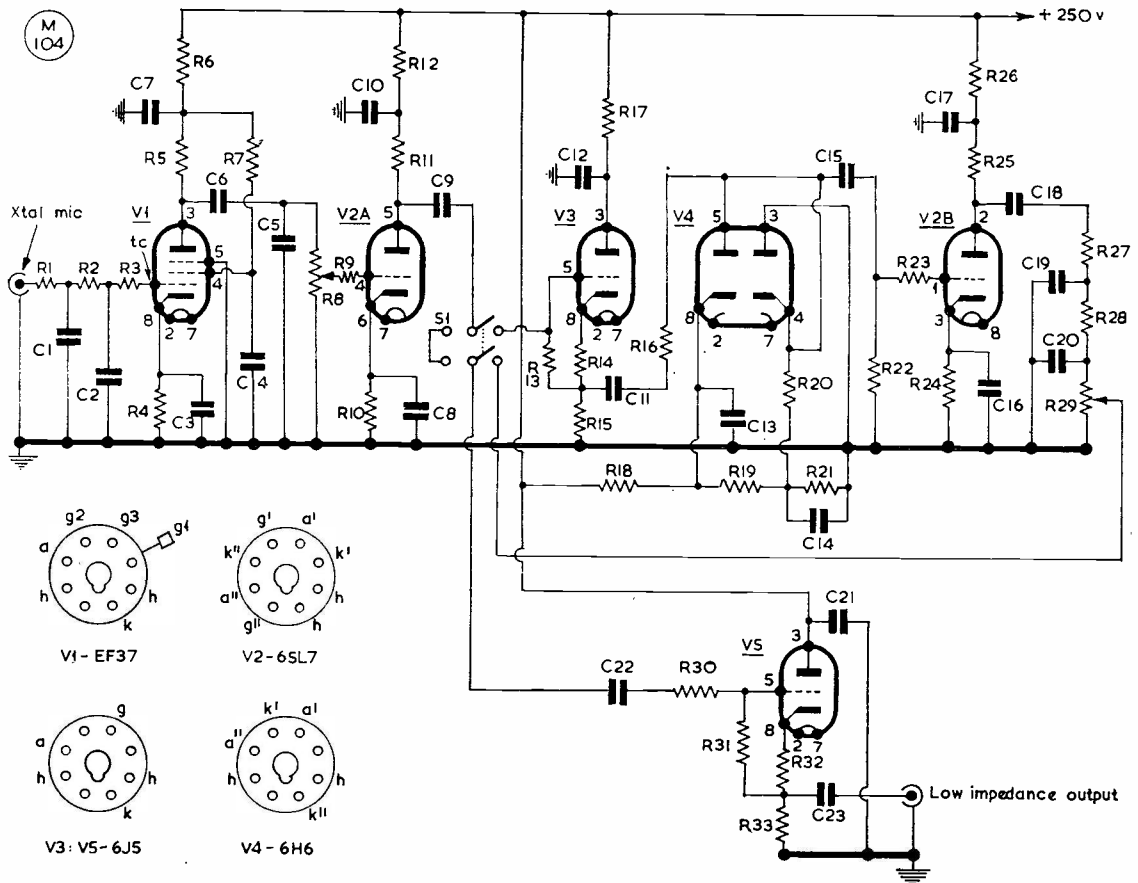 M
104
+ 250 v
R6
R12
R26
C7
C10
R17
C17
R5
R7
R11
C12
C15
R25
C6
C9
C18
Xtal mic
V1
3
C5
V2A
5
V3
3
V4
5
3
V2B
2
tc
5
4
R27
R1
R2
R3
R8
R9
4
5
R23
1
C19
8
2
7
6
7
S1
8
2
7
8
2
7
4
3
8
R28
C1
R13
R14
R16
C20
C2
C4
C11
R20
R22
R4
C3
R10
C8
R15
C13
R24
C16
R29
R18
R19
R21
C14
g2
g3
g1
a
h
h
k
V1 - EF37
g'
a'
k"
k'
a"
h
g"
h
V2 - 6SL7
C21
3
V5
C22
R30
5
8
2
7
R31
R32
g
a
h
h
k
V3: V5 - 6J5
k'
a'
a"
h
h
k"
V4 - 6H6
C23
Low impedance output
R33